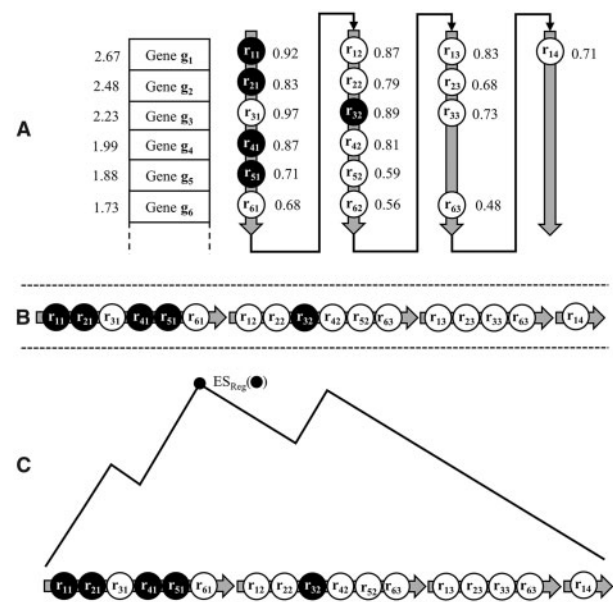 2.67 Gene g₁ r₁₁ 0.92 r₁₂ 0.87 r₁₃ 0.83 r₁₄ 0.71
2.48 Gene g₂ r₂₁ 0.83 r₂₂ 0.79 r₂₃ 0.68
2.23 Gene g₃ r₃₁ 0.97 r₃₂ 0.89 r₃₃ 0.73
A
1.99 Gene g₄ r₄₁ 0.87 r₄₂ 0.81
1.88 Gene g₅ r₅₁ 0.71 r₅₂ 0.59
1.73 Gene g₆ r₆₁ 0.68 r₆₂ 0.56 r₆₃ 0.48
B r₁₁ r₂₁ r₃₁ r₄₁ r₅₁ r₆₁ r₁₂ r₂₂ r₃₂ r₄₂ r₅₂ r₆₃ r₁₃ r₂₃ r₃₃ r₆₃ r₁₄
ES_Reg(●)
C
r₁₁ r₂₁ r₃₁ r₄₁ r₅₁ r₆₁ r₁₂ r₂₂ r₃₂ r₄₂ r₅₂ r₆₃ r₁₃ r₂₃ r₃₃ r₆₃ r₁₄